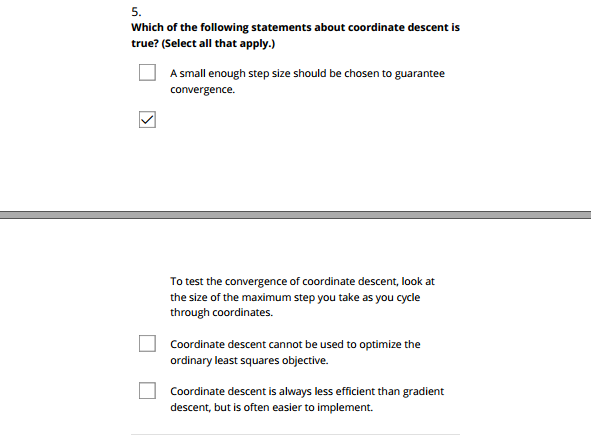 5.
Which of the following statements about coordinate descent is
true? (Select all that apply.)
A small enough step size should be chosen to guarantee
convergence.
To test the convergence of coordinate descent, look at
the size of the maximum step you take as you cycle
through coordinates.
Coordinate descent cannot be used to optimize the
ordinary least squares objective.
Coordinate descent is always less efficient than gradient
descent, but is often easier to implement.